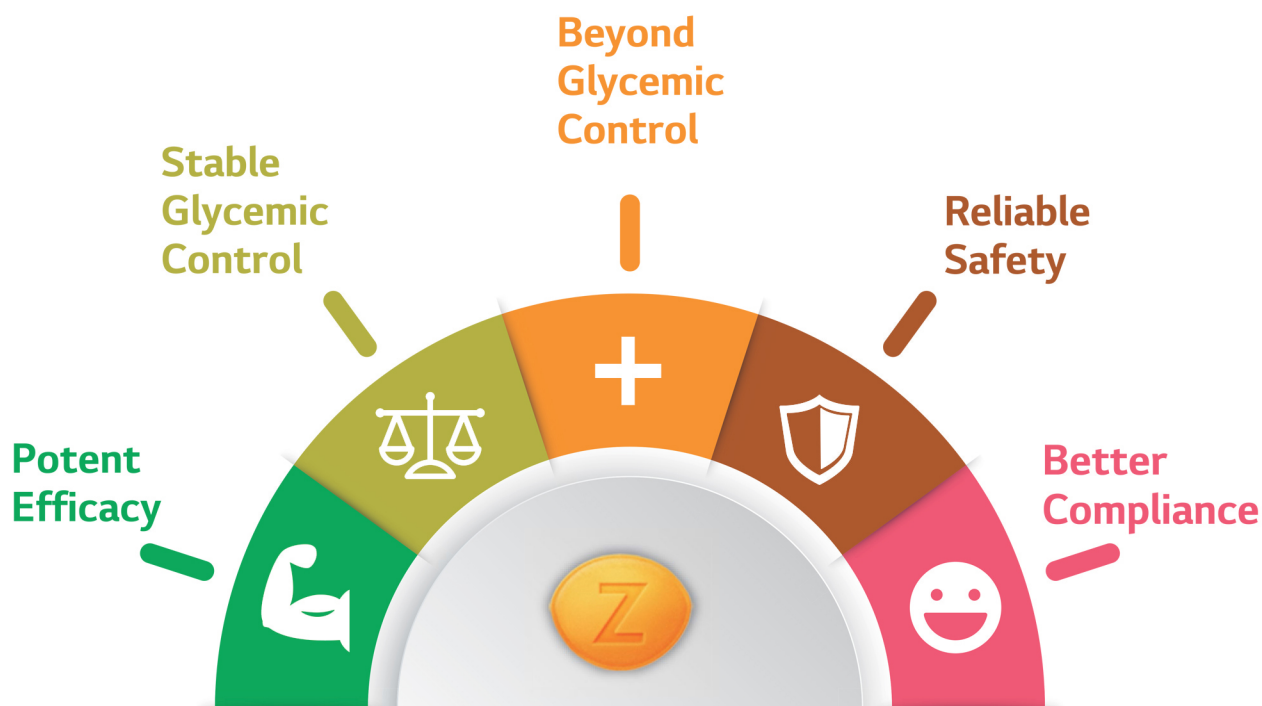 Beyond
Glycemic
Control
Stable
Glycemic
Control
Reliable
Safety
Potent
Efficacy
Better
Compliance
Z